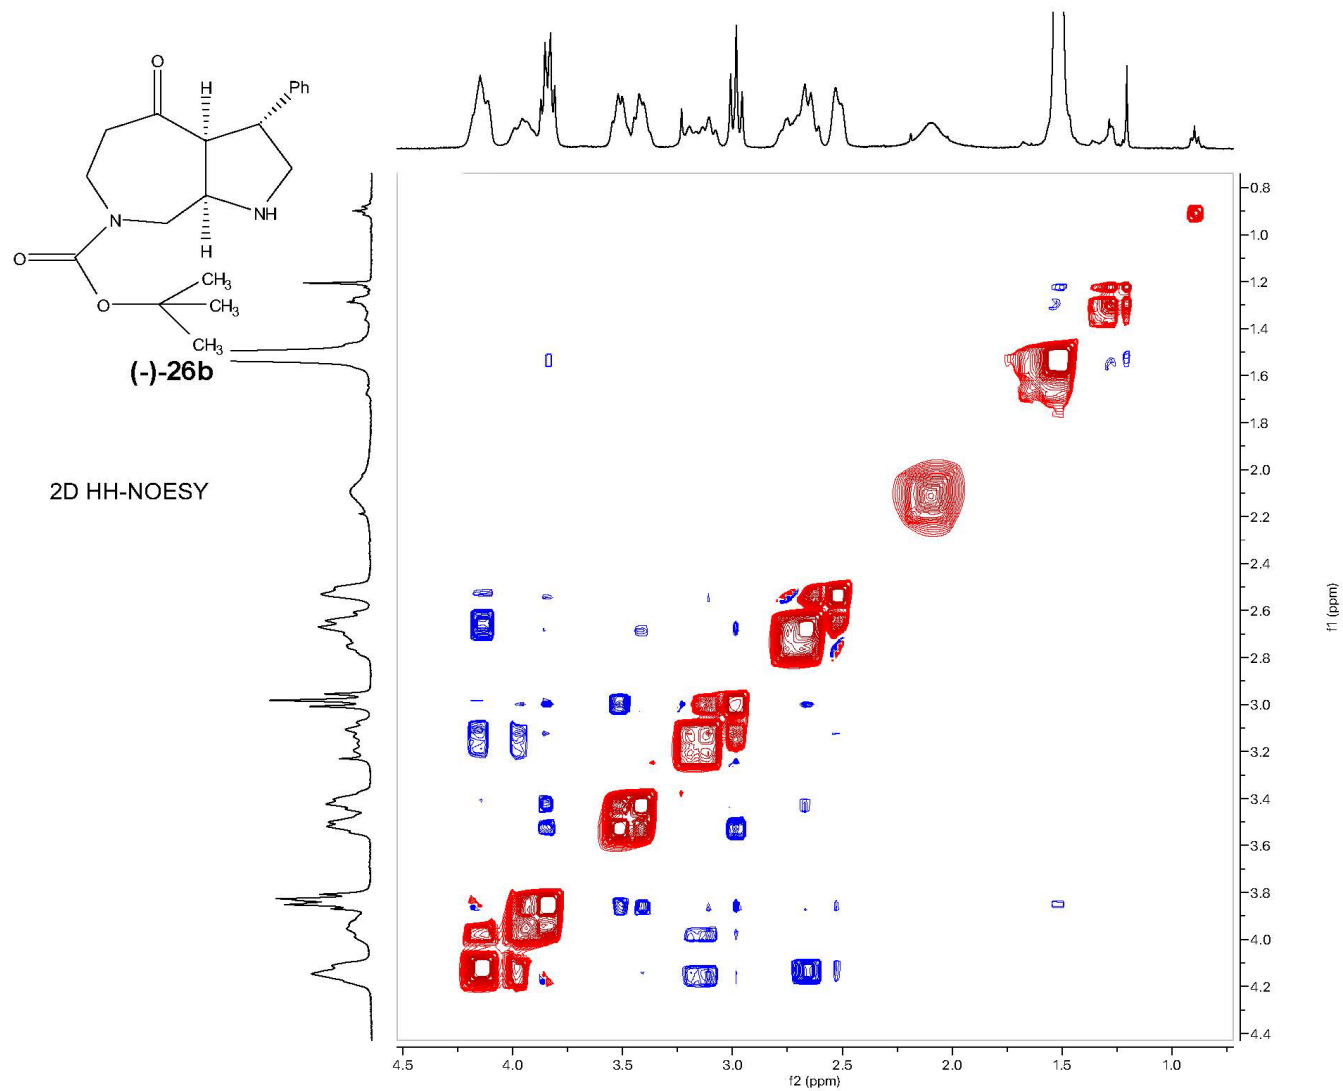 O
H
Ph
N
NH
H
O
O
CH3
CH3
CH3
(-)-26b
2D HH-NOESY
0.8
1.0
1.2
1.4
1.6
1.8
2.0
2.2
2.4
2.6
2.8
3.0
3.2
3.4
3.6
3.8
4.0
4.2
4.4
f1 (ppm)
4.5 4.0 3.5 3.0 2.5 2.0 1.5 1.0
f2 (ppm)